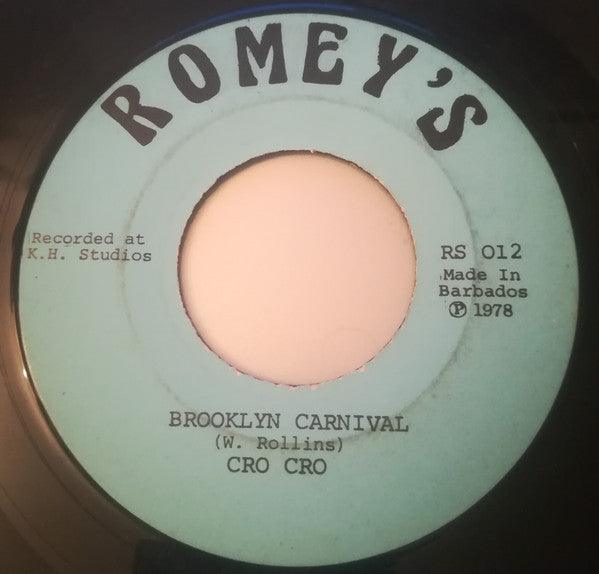 ROMEY'S
Recorded at
K.H. Studios
RS 012
Made In
Barbados
Ⓟ 1978
BROOKLYN CARNIVAL
(W. Rollins)
CRO CRO